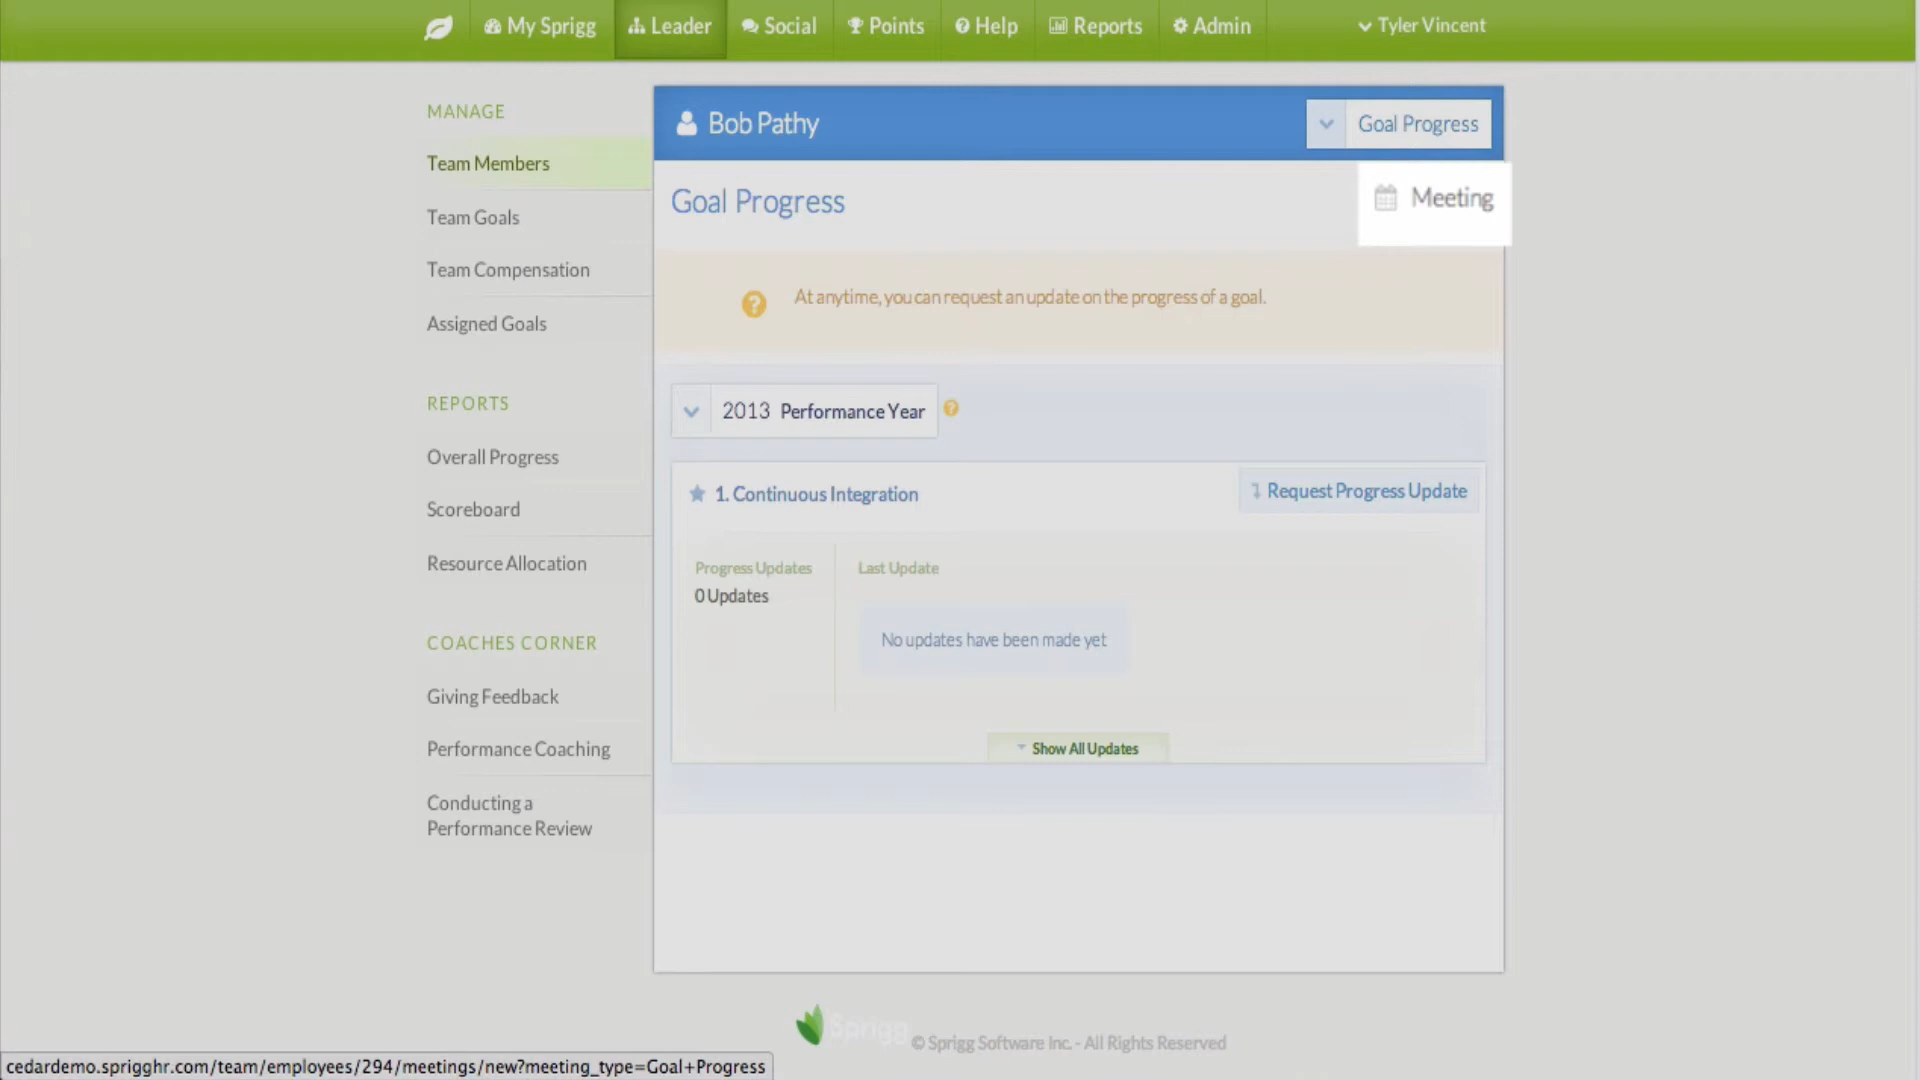 My Sprigg
Leader
Social
Points
Help
Reports
Admin
Tyler Vincent
MANAGE
Team Members
Team Goals
Team Compensation
Assigned Goals
REPORTS
Overall Progress
Scoreboard
Resource Allocation
COACHES CORNER
Giving Feedback
Performance Coaching
Conducting a
Performance Review
Bob Pathy
Goal Progress
Goal Progress
Meeting
At anytime, you can request an update on the progress of a goal.
2013 Performance Year
1. Continuous Integration
Request Progress Update
Progress Updates
0 Updates
Last Update
No updates have been made yet
Show All Updates
Sprigg © Sprigg Software Inc. - All Rights Reserved
cedardemo.sprigghr.com/team/employees/294/meetings/new?meeting_type=Goal+Progress